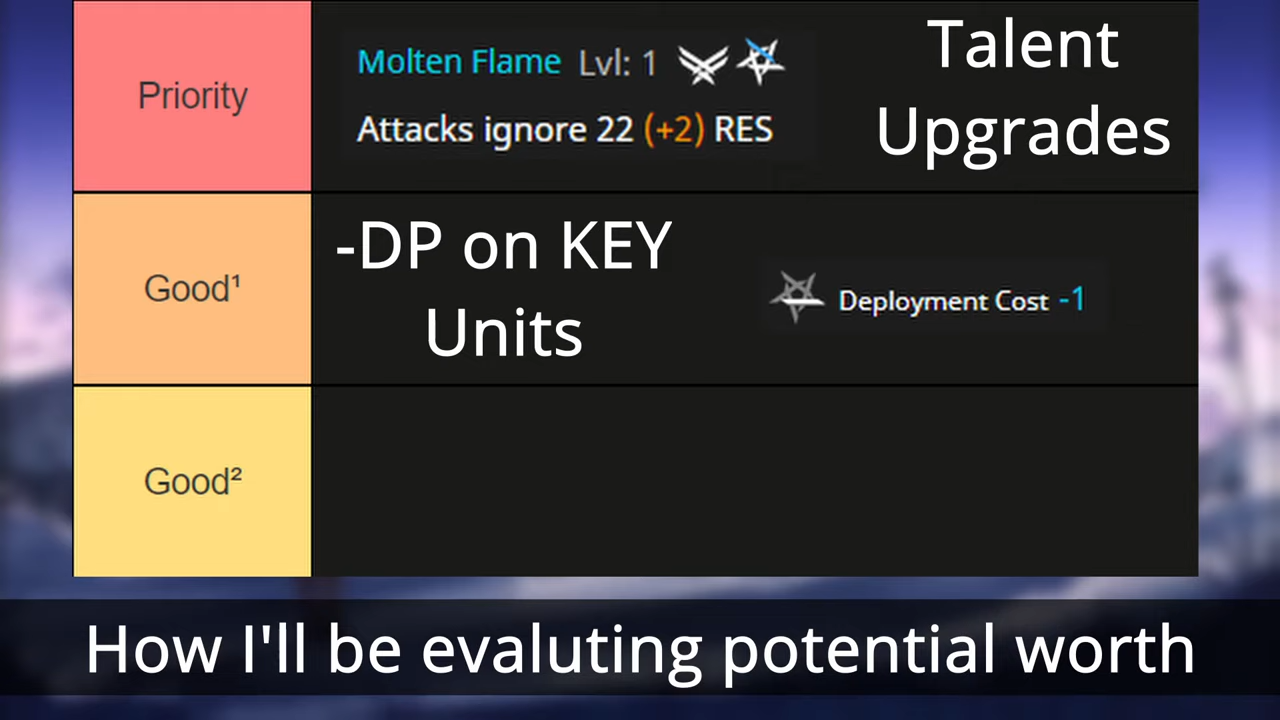 Priority
Molten Flame Lvl: 1
Attacks ignore 22 (+2) RES
Talent
Upgrades
Good¹
-DP on KEY
Units
Deployment Cost -1
Good²
How I'll be evaluting potential worth